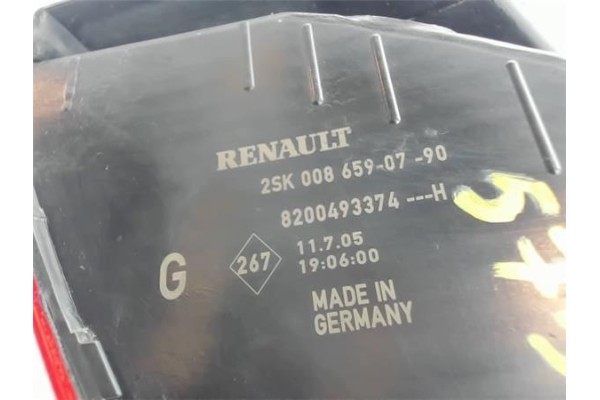 RENAULT
2SK 008 659-07 -90
8200493374 ---H
G
267
11.7.05
19:06:00
MADE IN
GERMANY